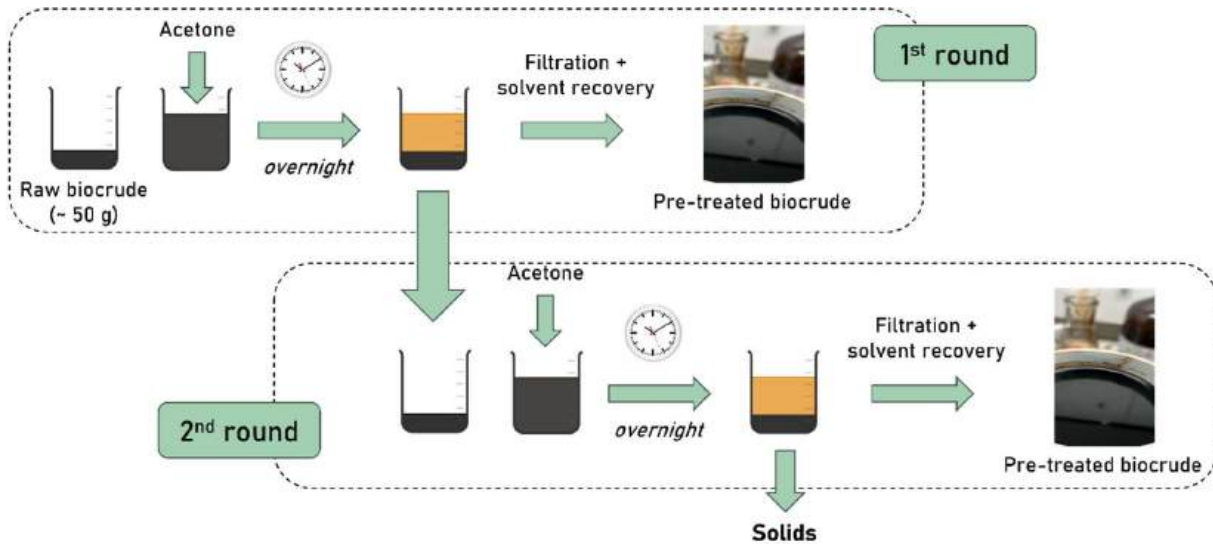 Acetone
1st round
Filtration +
solvent recovery
overnight
Raw biocrude
(~ 50 g)
Pre-treated biocrude
Acetone
Filtration +
solvent recovery
2nd round
overnight
Pre-treated biocrude
Solids